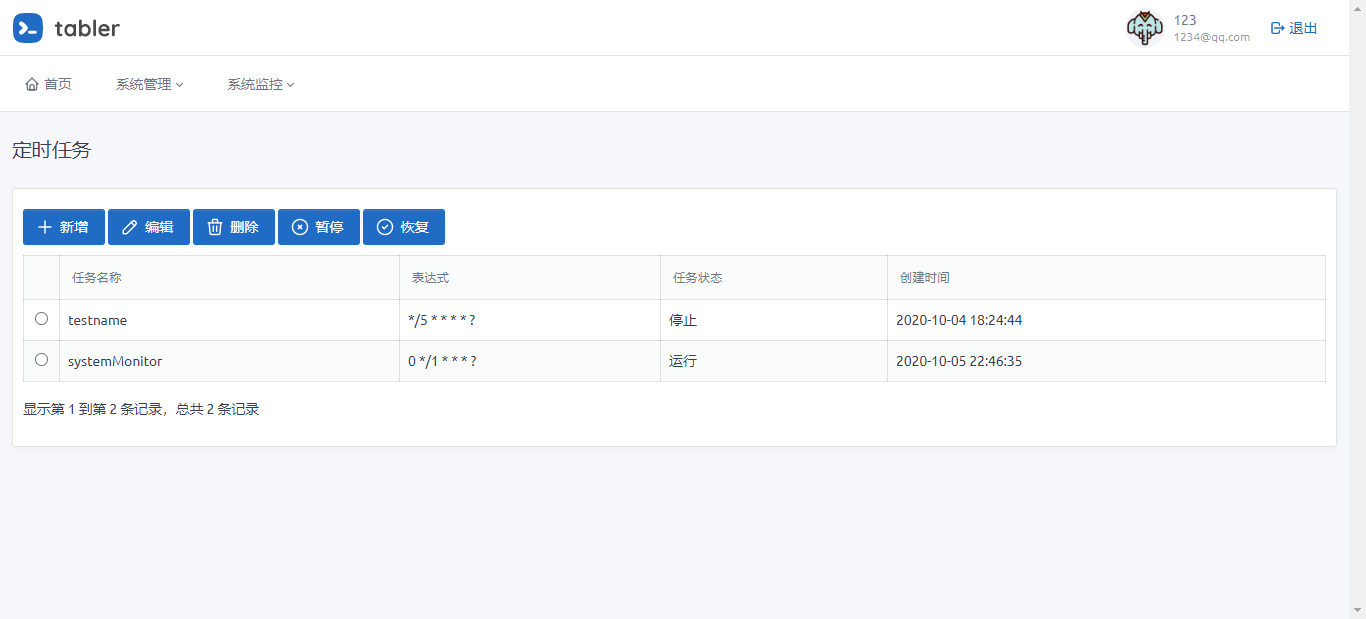 tabler
123
1234@qq.com
退出
首页 系统管理 系统监控
定时任务
新增 编辑 删除 暂停 恢复
任务名称 表达式 任务状态 创建时间
testname */5 * * * * ? 停止 2020-10-04 18:24:44
systemMonitor 0 */1 * * * ? 运行 2020-10-05 22:46:35
显示第 1 到第 2 条记录，总共 2 条记录